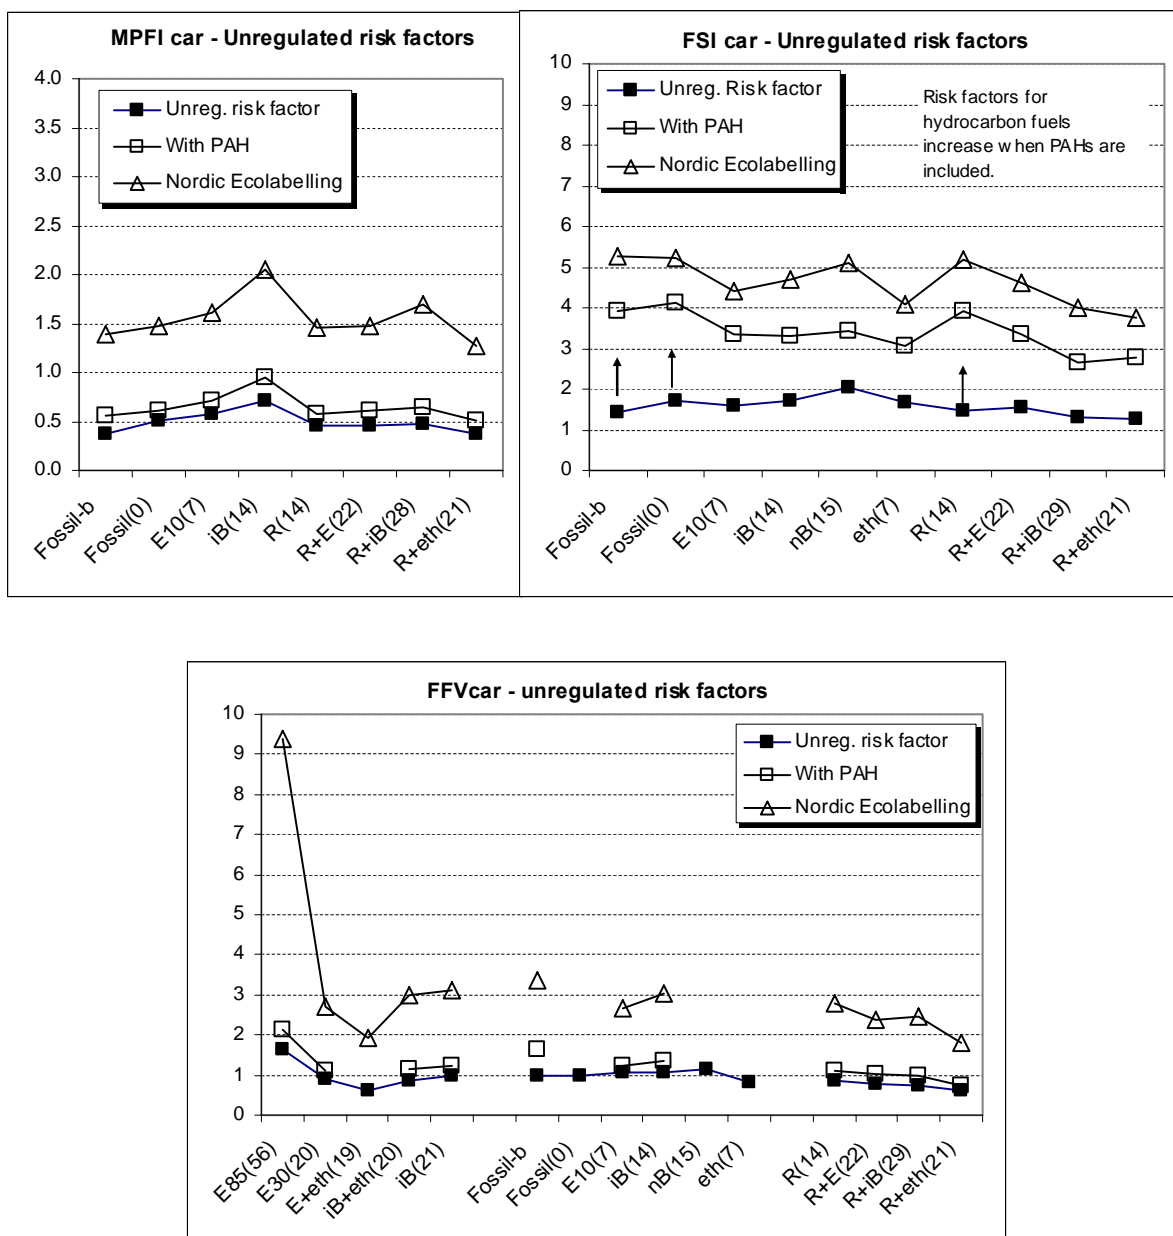 MPFI car - Unregulated risk factors
4.0
3.5
3.0
2.5
2.0
1.5
1.0
0.5
0.0
Unreg. risk factor
With PAH
Nordic Ecolabelling
Fossil-b
Fossil(0)
E10(7)
iB(14)
R(14)
R+E(22)
R+iB(28)
R+eth(21)
FSI car - Unregulated risk factors
10
9
8
7
6
5
4
3
2
1
0
Unreg. Risk factor
With PAH
Nordic Ecolabelling
Risk factors for
hydrocarbon fuels
increase when PAHs are
included.
Fossil-b
Fossil(0)
E10(7)
iB(14)
nB(15)
eth(7)
R(14)
R+E(22)
R+iB(29)
R+eth(21)
FFVcar - unregulated risk factors
10
9
8
7
6
5
4
3
2
1
0
Unreg. risk factor
With PAH
Nordic Ecolabelling
E85(56)
E30(20)
E+eth(19)
iB+eth(20)
iB(21)
Fossil-b
Fossil(0)
E10(7)
iB(14)
nB(15)
eth(7)
R(14)
R+E(22)
R+iB(29)
R+eth(21)